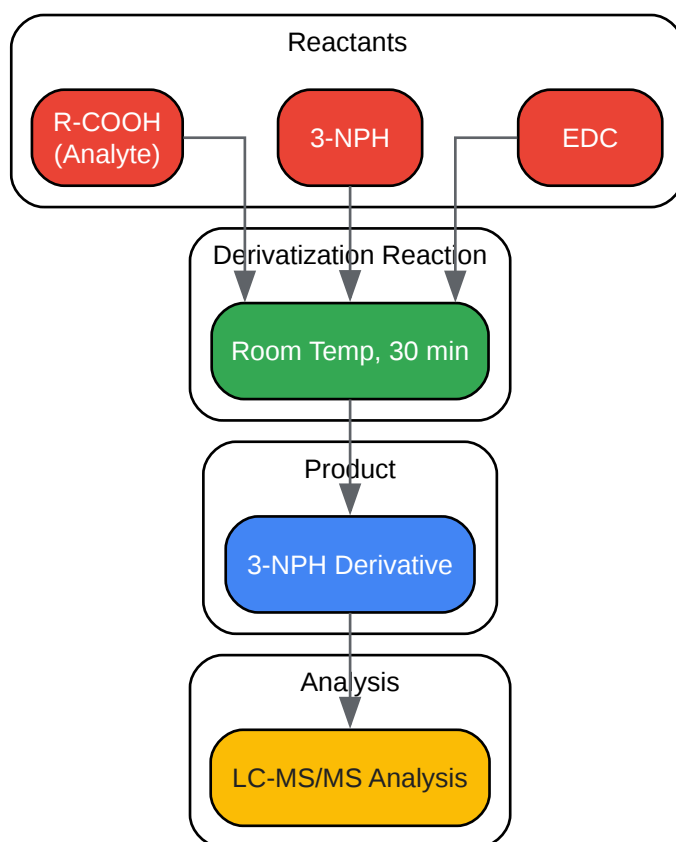 Reactants
R-COOH
(Analyte)
3-NPH
EDC
Derivatization Reaction
Room Temp, 30 min
Product
3-NPH Derivative
Analysis
LC-MS/MS Analysis